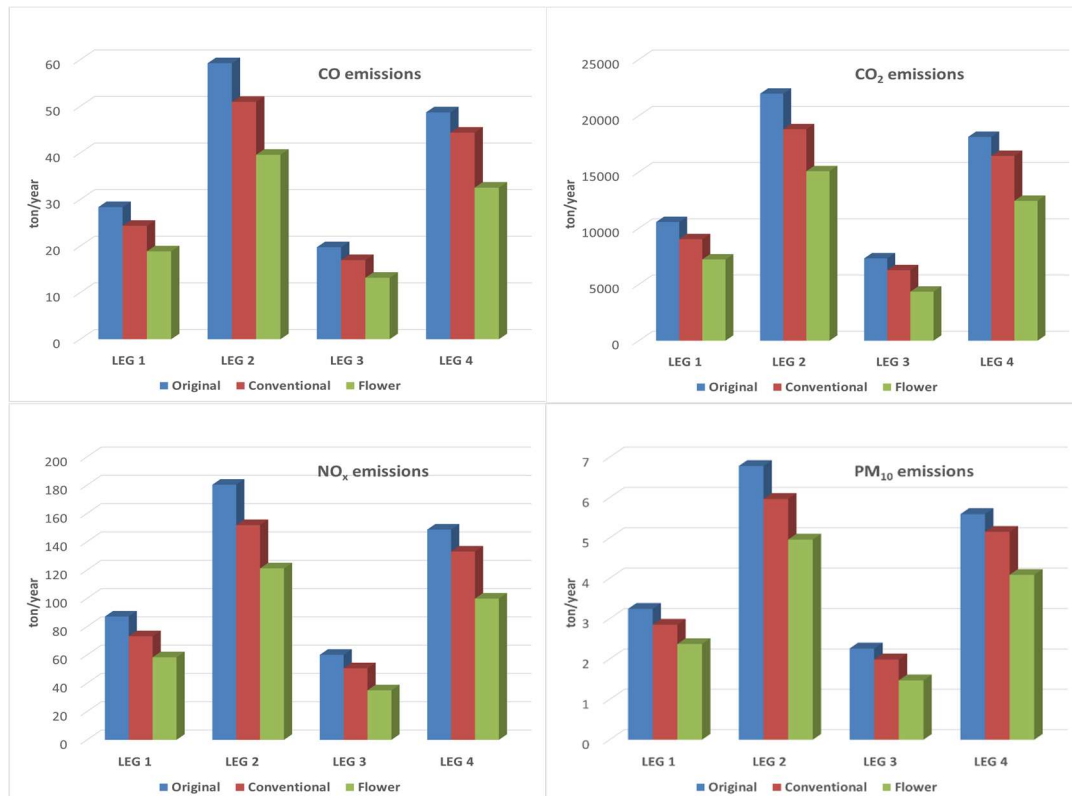 CO emissions
60
50
40
30
20
10
0
ton/year
LEG 1 LEG 2 LEG 3 LEG 4
Original Conventional Flower
CO₂ emissions
25000
20000
15000
10000
5000
0
ton/year
LEG 1 LEG 2 LEG 3 LEG 4
Original Conventional Flower
NOₓ emissions
200
180
160
140
120
100
80
60
40
20
0
ton/year
LEG 1 LEG 2 LEG 3 LEG 4
Original Conventional Flower
PM₁₀ emissions
7
6
5
4
3
2
1
0
ton/year
LEG 1 LEG 2 LEG 3 LEG 4
Original Conventional Flower